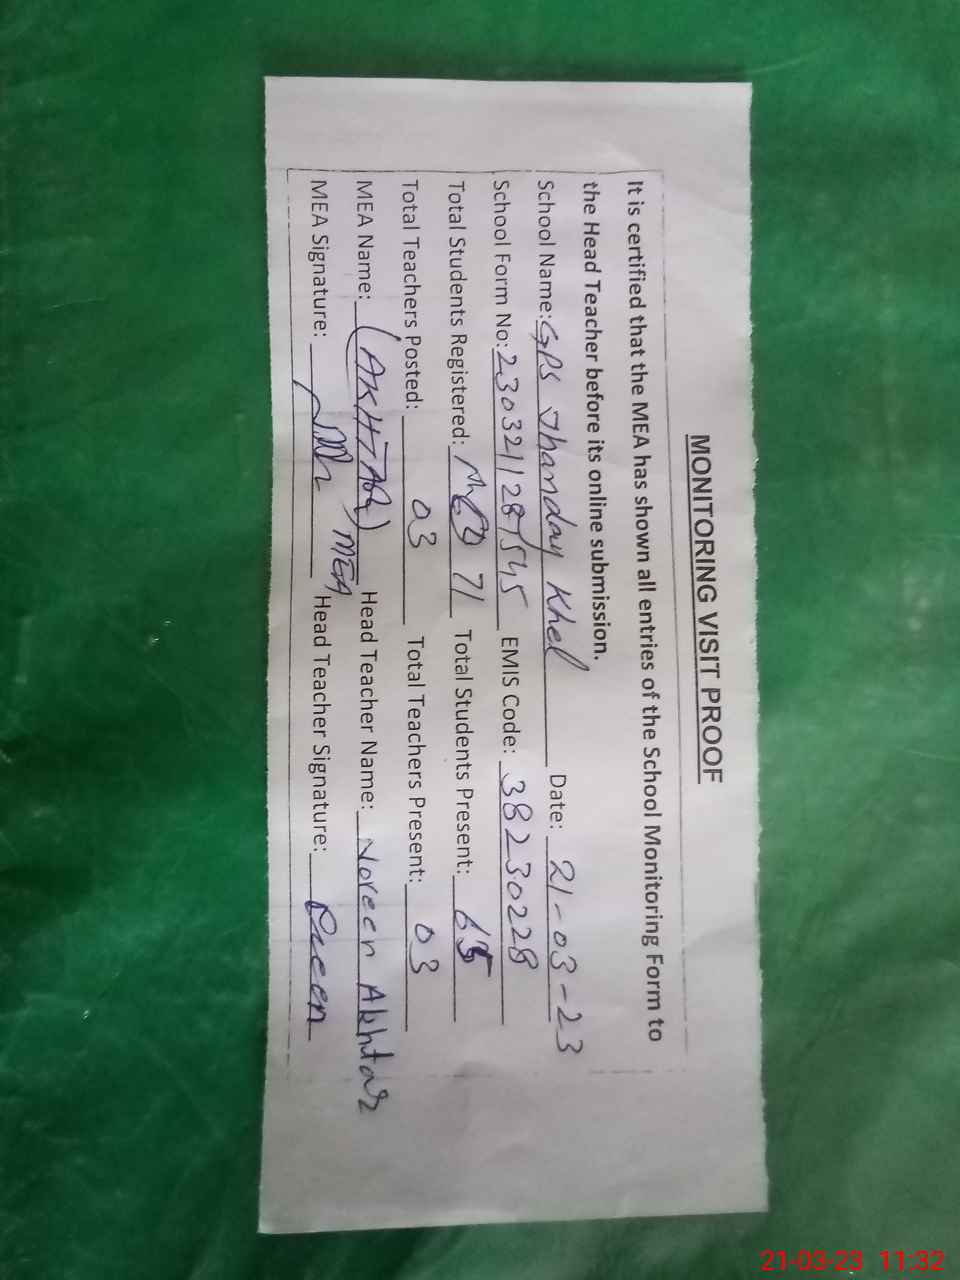 MONITORING VISIT PROOF
It is certified that the MEA has shown all entries of the School Monitoring Form to
the Head Teacher before its online submission.
School Name: GPS Jhanday Khel Date: 21-03-23
School Form No: 2303211287545 EMIS Code: 38230228
Total Students Registered: 71 Total Students Present: 65
Total Teachers Posted: 03 Total Teachers Present: 03
MEA Name: (AKHTAR) MEA Head Teacher Name: Noreen Akhtar
MEA Signature: Head Teacher Signature:
21-03-23 11:32